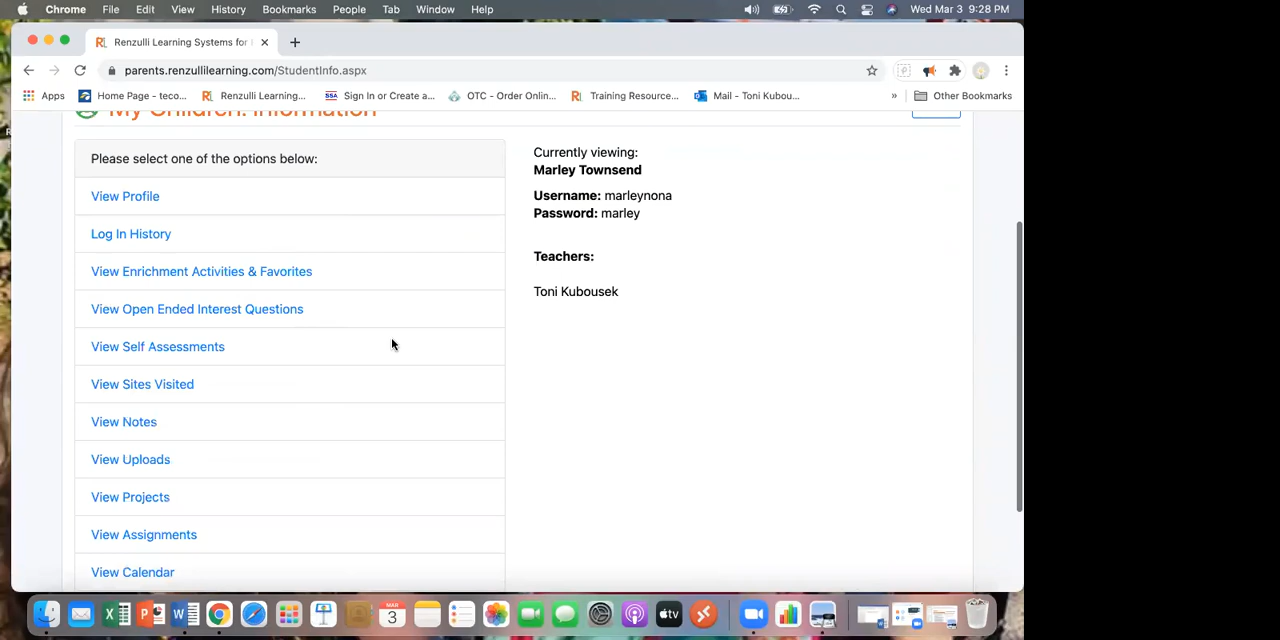 Chrome File Edit View History Bookmarks People Tab Window Help Wed Mar 3 9:28 PM
Renzulli Learning Systems for
parents.renzullilearning.com/StudentInfo.aspx
Apps Home Page - teco... Renzulli Learning... Sign In or Create a... OTC - Order Onlin... Training Resource... Mail - Toni Kubou... » Other Bookmarks
My Children: Information
Please select one of the options below:
View Profile
Log In History
View Enrichment Activities & Favorites
View Open Ended Interest Questions
View Self Assessments
View Sites Visited
View Notes
View Uploads
View Projects
View Assignments
View Calendar
Currently viewing:
Marley Townsend
Username: marleynona
Password: marley
Teachers:
Toni Kubousek
MAR
3
tv